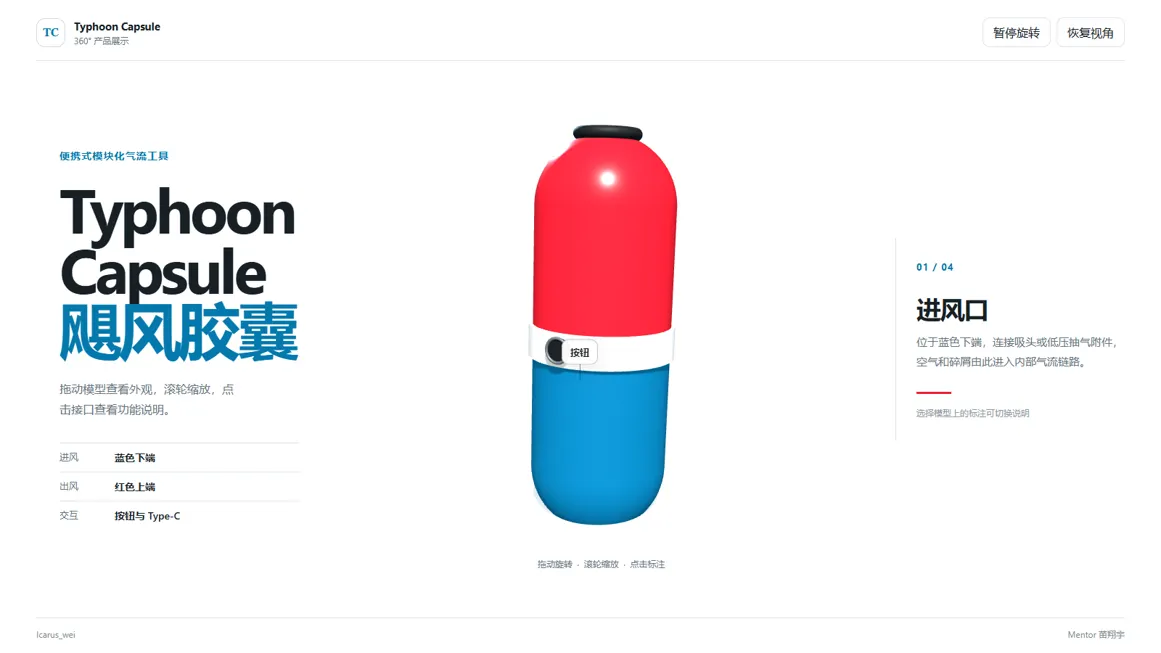 TC
Typhoon Capsule
360° 产品展示
暂停旋转
恢复视角
便携式模块化气流工具
Typhoon
Capsule
飓风胶囊
拖动模型查看外观，滚轮缩放，点
击接口查看功能说明。
进风 蓝色下端
出风 红色上端
交互 按钮与 Type-C
按钮
拖动旋转 · 滚轮缩放 · 点击标注
01 / 04
进风口
位于蓝色下端，连接吸头或低压抽气附件，
空气和碎屑由此进入内部气流链路。
选择模型上的标注可切换说明
Icarus_wei
Mentor 苗翔宇